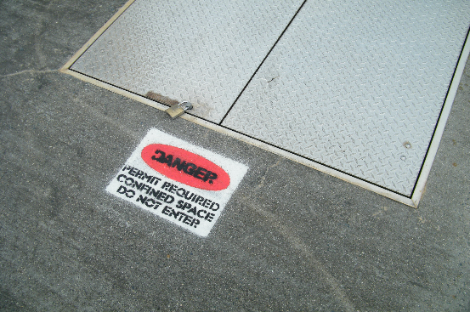 DANGER
PERMIT REQUIRED
CONFINED SPACE
DO NOT ENTER